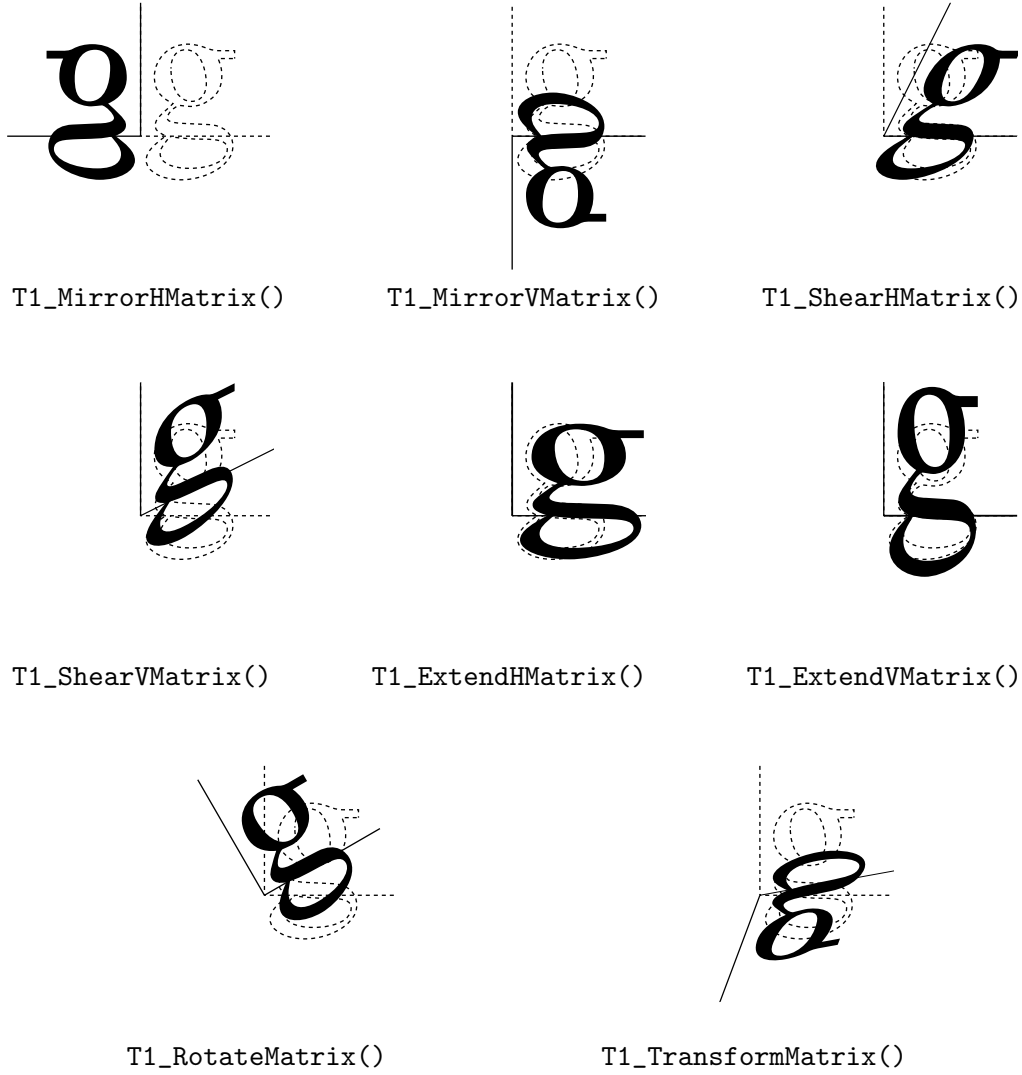 g g g
T1_MirrorHMatrix() T1_MirrorVMatrix() T1_ShearHMatrix()
g g g
T1_ShearVMatrix() T1_ExtendHMatrix() T1_ExtendVMatrix()
g g
T1_RotateMatrix() T1_TransformMatrix()